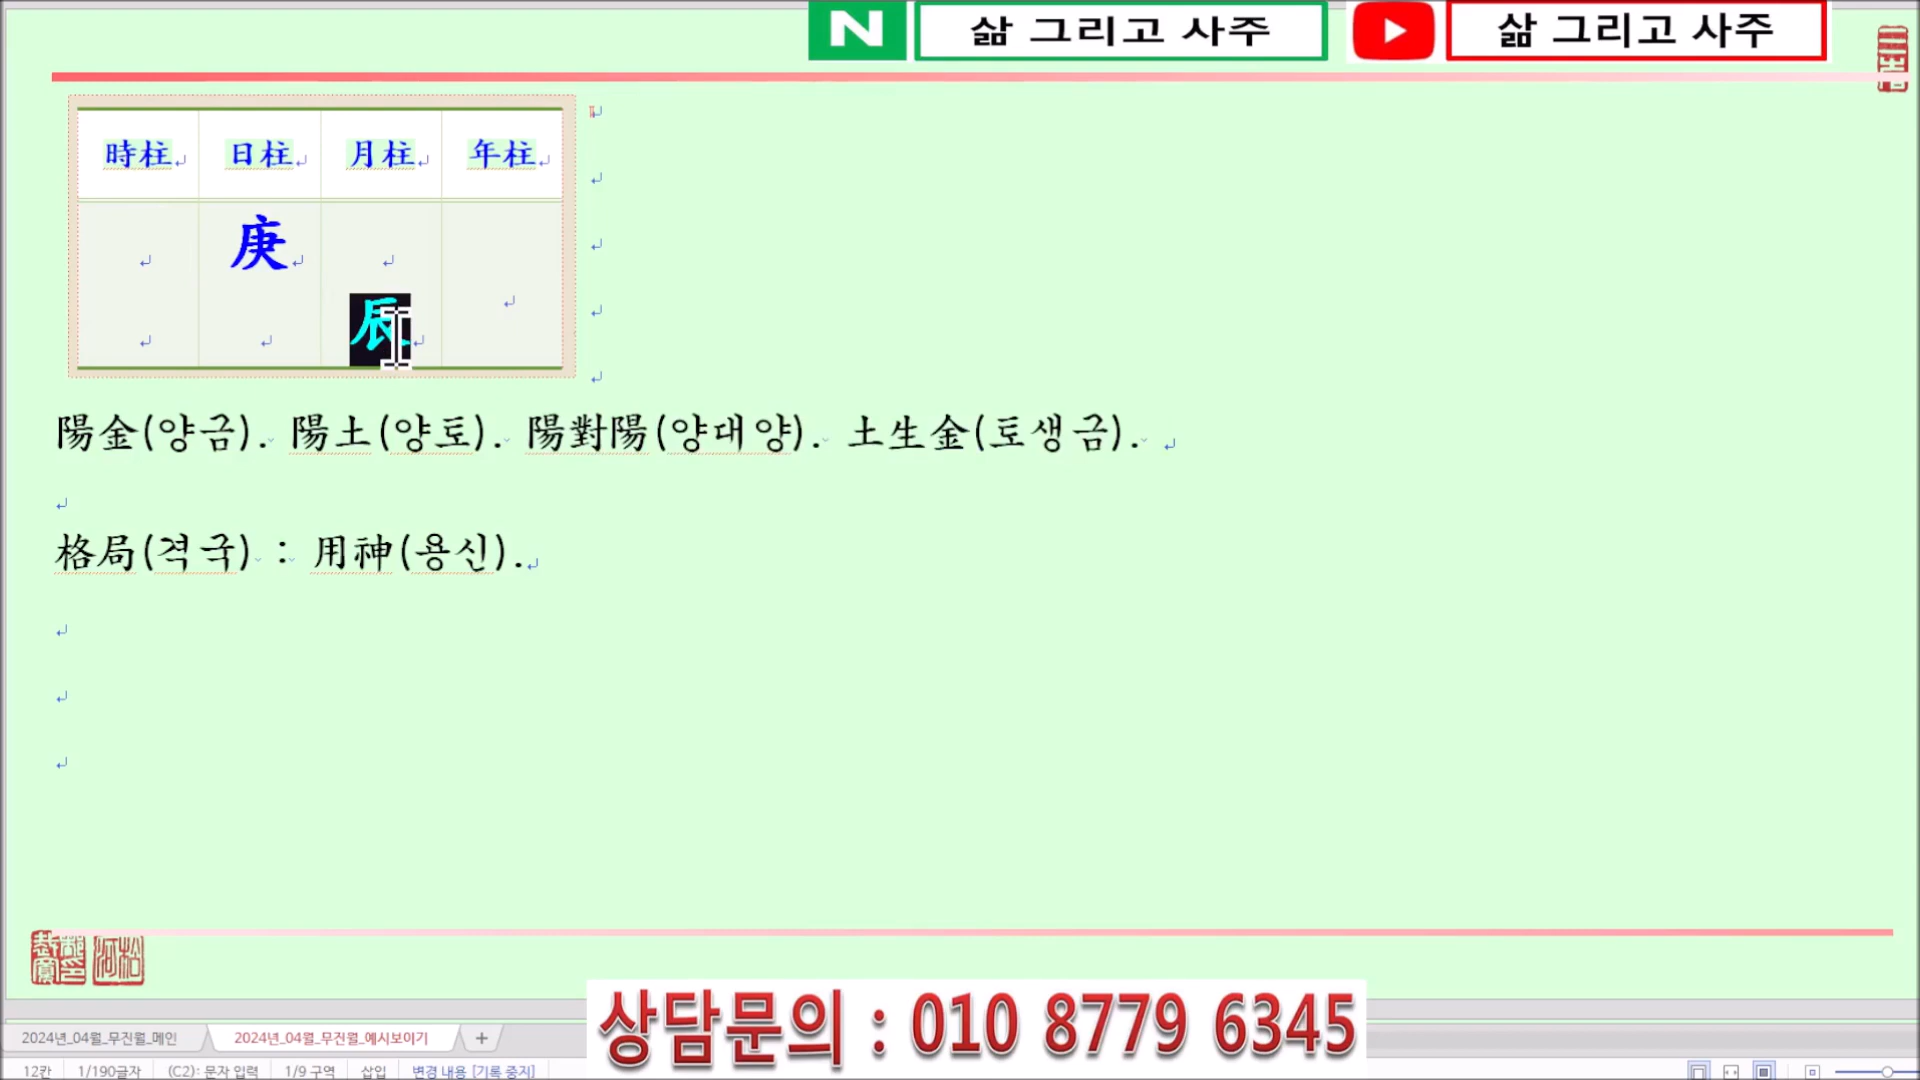 N 삶 그리고 사주 삶 그리고 사주
時柱 日柱 月柱 年柱
庚
辰
陽金(양금). 陽土(양토). 陽對陽(양대양). 土生金(토생금).
格局(격국) : 用神(용신).
상담문의 : 010 8779 6345
2024년_04월_무진월_메인 2024년_04월_무진월_예시보이기 +
12칸 1/190글자 (C2): 문자 입력 1/9 구역 삽입 변경 내용 [기록 중지]